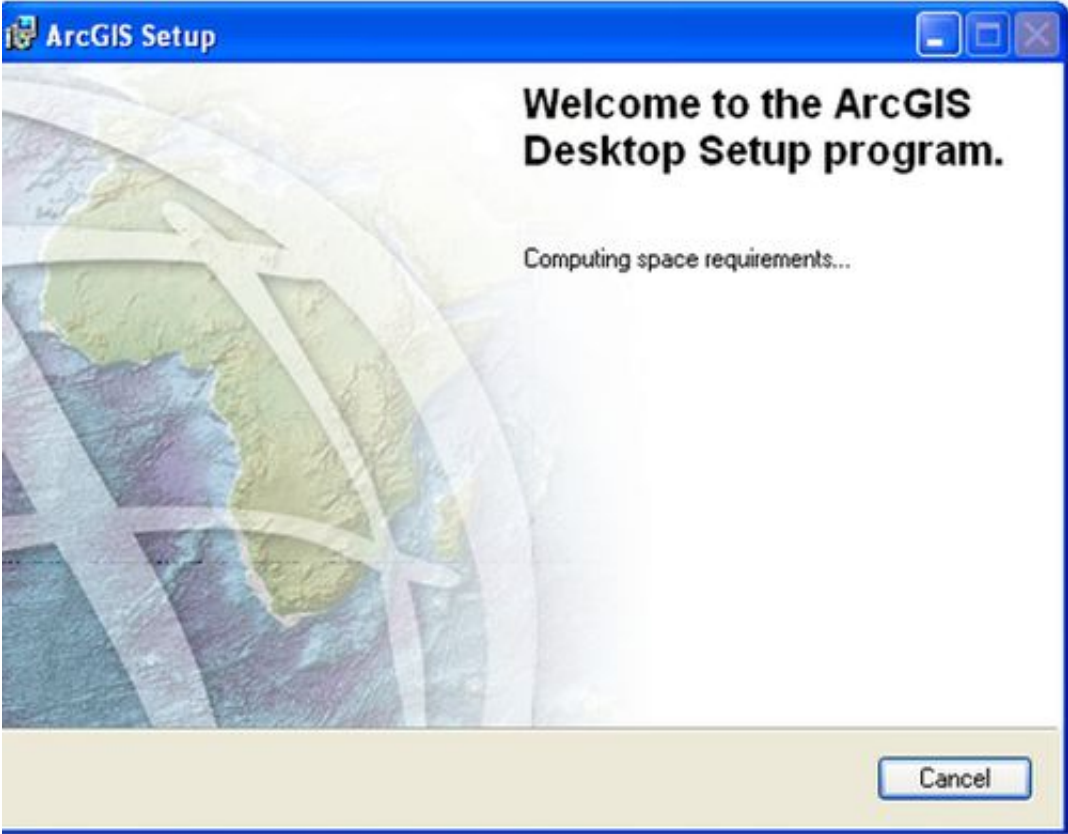 ArcGIS Setup
Welcome to the ArcGIS
Desktop Setup program.
Computing space requirements...
Cancel